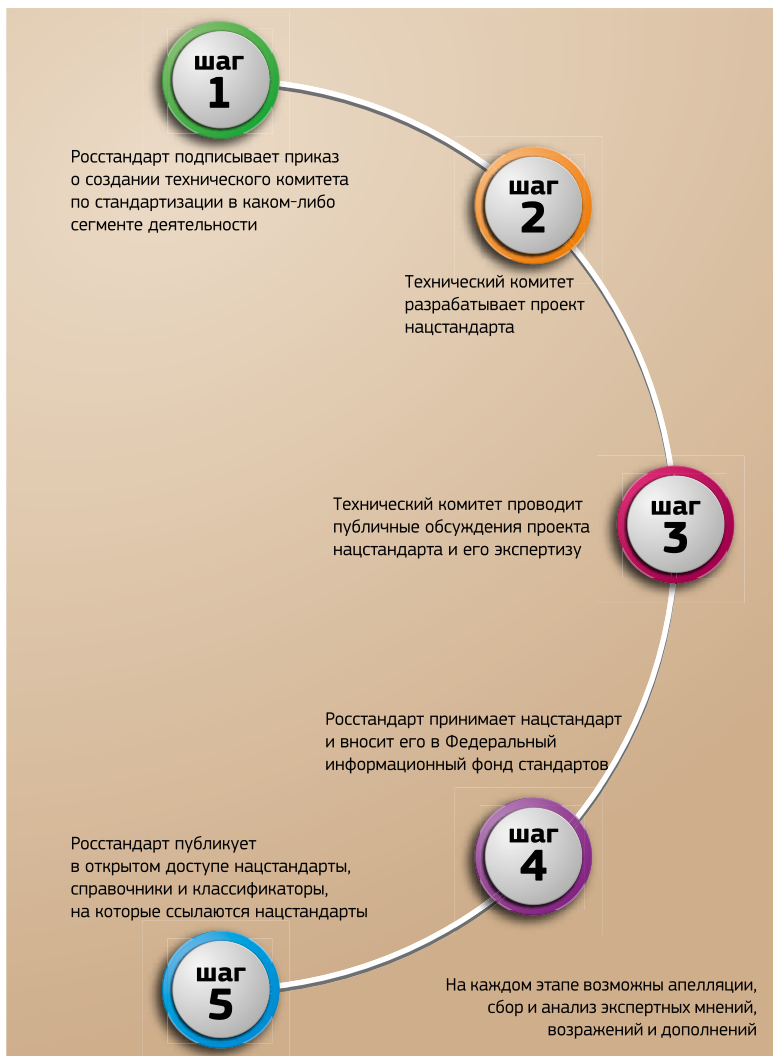 шаг
1
Росстандарт подписывает приказ
о создании технического комитета
по стандартизации в каком-либо
сегменте деятельности
шаг
2
Технический комитет
разрабатывает проект
нацстандарта
шаг
3
Технический комитет проводит
публичные обсуждения проекта
нацстандарта и его экспертизу
шаг
4
Росстандарт принимает нацстандарт
и вносит его в Федеральный
информационный фонд стандартов
шаг
5
Росстандарт публикует
в открытом доступе нацстандарты,
справочники и классификаторы,
на которые ссылаются нацстандарты
На каждом этапе возможны апелляции,
сбор и анализ экспертных мнений,
возражений и дополнений